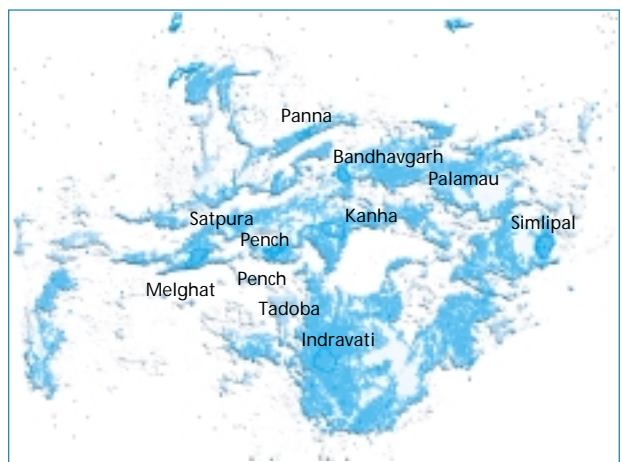 Panna
Bandhavgarh
Palamau
Satpura
Kanha
Simlipal
Pench
Pench
Melghat
Tadoba
Indravati